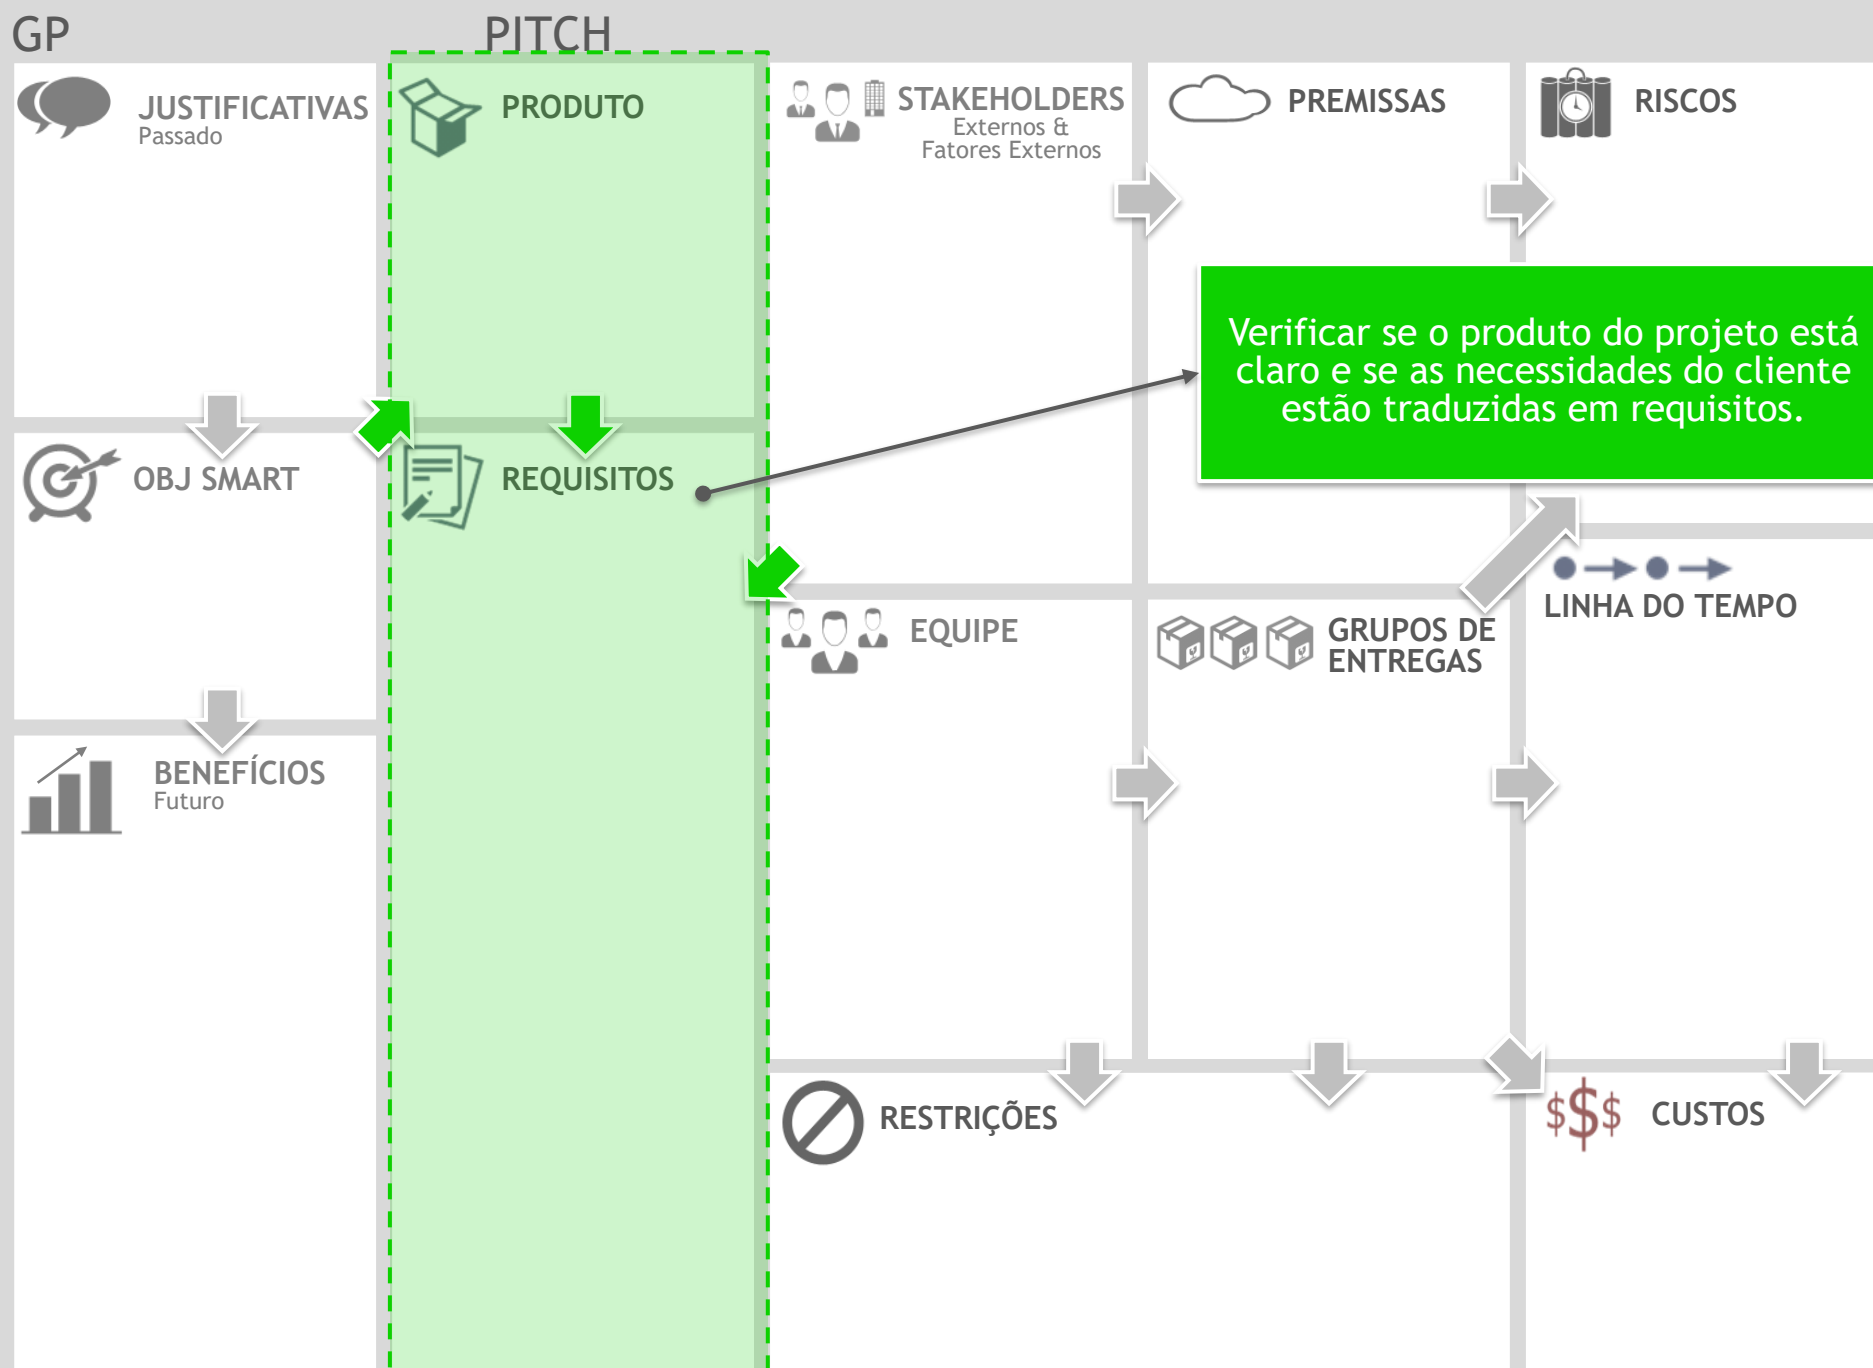 GP
PITCH
JUSTIFICATIVAS
Passado
PRODUTO
STAKEHOLDERS
Externos &
Fatores Externos
PREMISSAS
RISCOS
Verificar se o produto do projeto está
claro e se as necessidades do cliente
estão traduzidas em requisitos.
OBJ SMART
REQUISITOS
BENEFÍCIOS
Futuro
EQUIPE
GRUPOS DE
ENTREGAS
LINHA DO TEMPO
RESTRIÇÕES
$$$
CUSTOS